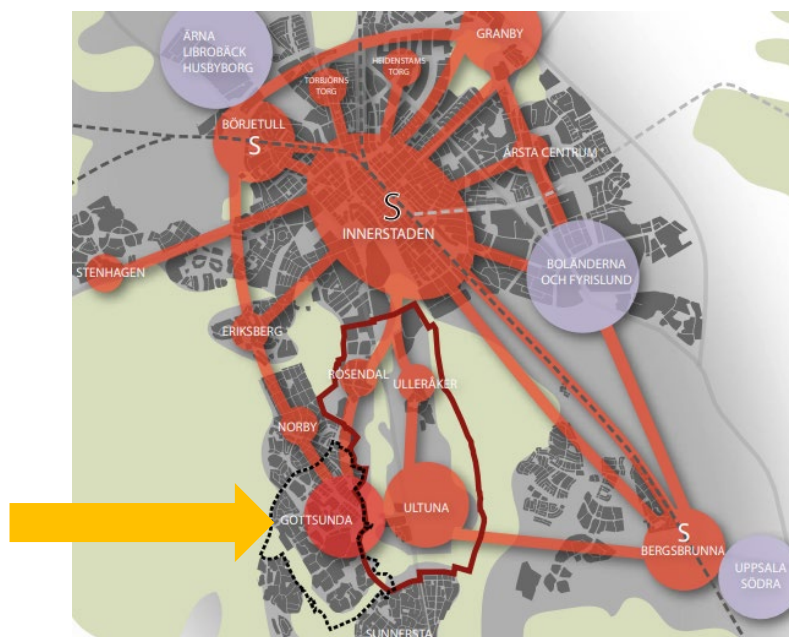 ÄRNA
LIBROBÄCK
HUSBYBORG
GRÄNBY
HEIDENSTAMS
TORG
TORBJÖRNS
TORG
BÖRJETULL
S
ÅRSTA CENTRUM
S
INNERSTADEN
STENHAGEN
BOLÄNDERNA
OCH FYRISLUND
ERIKSBERG
ROSENDAL
ULLERÅKER
NORBY
GOTTSUNDA
ULTUNA
S
BERGSBRUNNA
UPPSALA
SÖDRA
SUNNERSTA